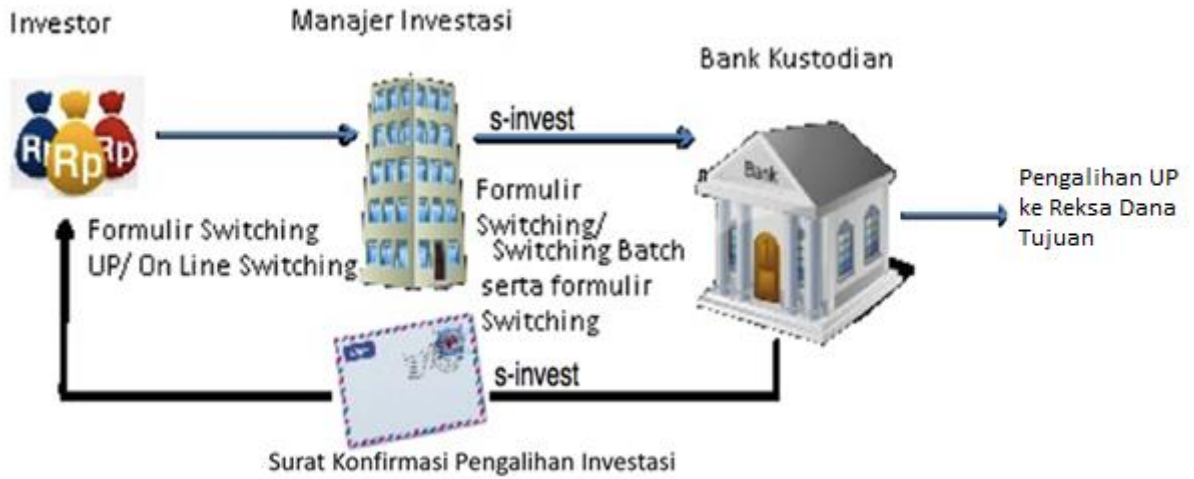 Investor
Manajer Investasi
Bank Kustodian
Rp
Rp
Rp
s-invest
Bank
Formulir Switching
UP/ On Line Switching
Formulir
Switching/
Switching Batch
serta formulir
Switching
Pengalihan UP
ke Reksa Dana
Tujuan
s-invest
Surat Konfirmasi Pengalihan Investasi